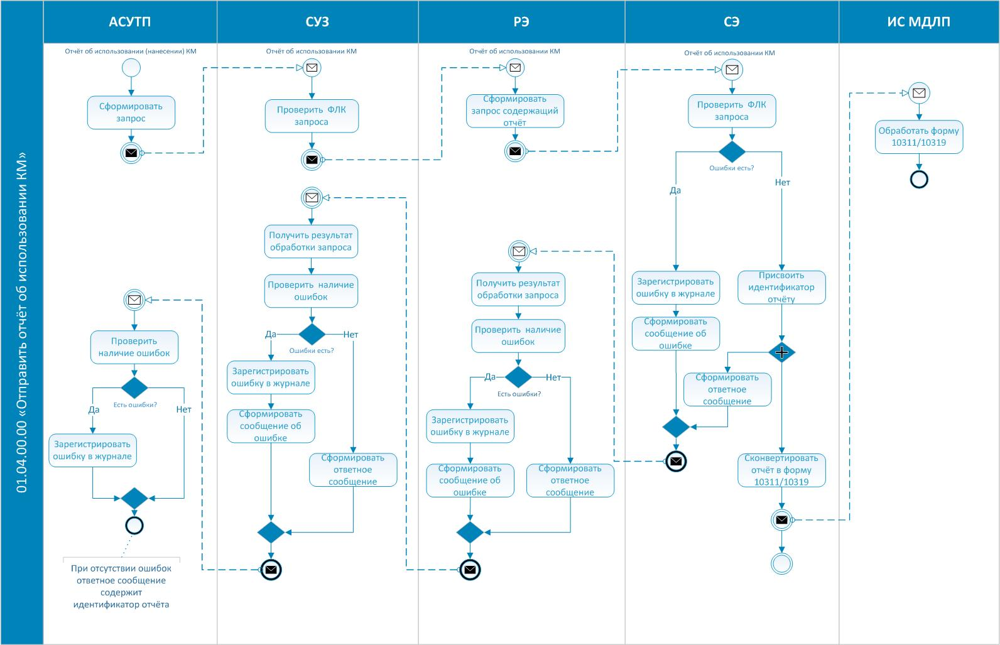 01.04.00.00 «Отправить отчёт об использовании КМ»
АСУТП
СУЗ
РЭ
СЭ
ИС МДЛП
Отчёт об использовании (нанесении) КМ
Сформировать
запрос
Проверить
наличие ошибок
Есть ошибки?
Да
Нет
Зарегистрировать
ошибку в журнале
При отсутствии ошибок
ответное сообщение
содержит
идентификатор отчёта
Отчёт об использовании КМ
Проверить ФЛК
запроса
Получить результат
обработки запроса
Проверить наличие
ошибок
Да
Нет
Ошибки есть?
Зарегистрировать
ошибку в журнале
Сформировать
сообщение об
ошибке
Сформировать
ответное
сообщение
Отчёт об использовании КМ
Сформировать
запрос содержащий
отчёт
Получить результат
обработки запроса
Проверить наличие
ошибок
Да
Нет
Есть ошибки?
Зарегистрировать
ошибку в журнале
Сформировать
сообщение об
ошибке
Сформировать
ответное
сообщение
Отчёт об использовании КМ
Проверить ФЛК
запроса
Ошибки есть?
Да
Нет
Зарегистрировать
ошибку в журнале
Присвоить
идентификатор
отчёту
Сформировать
сообщение об
ошибке
Сформировать
ответное
сообщение
Сконвертировать
отчёт в форму
10311/10319
Обработать форму
10311/10319